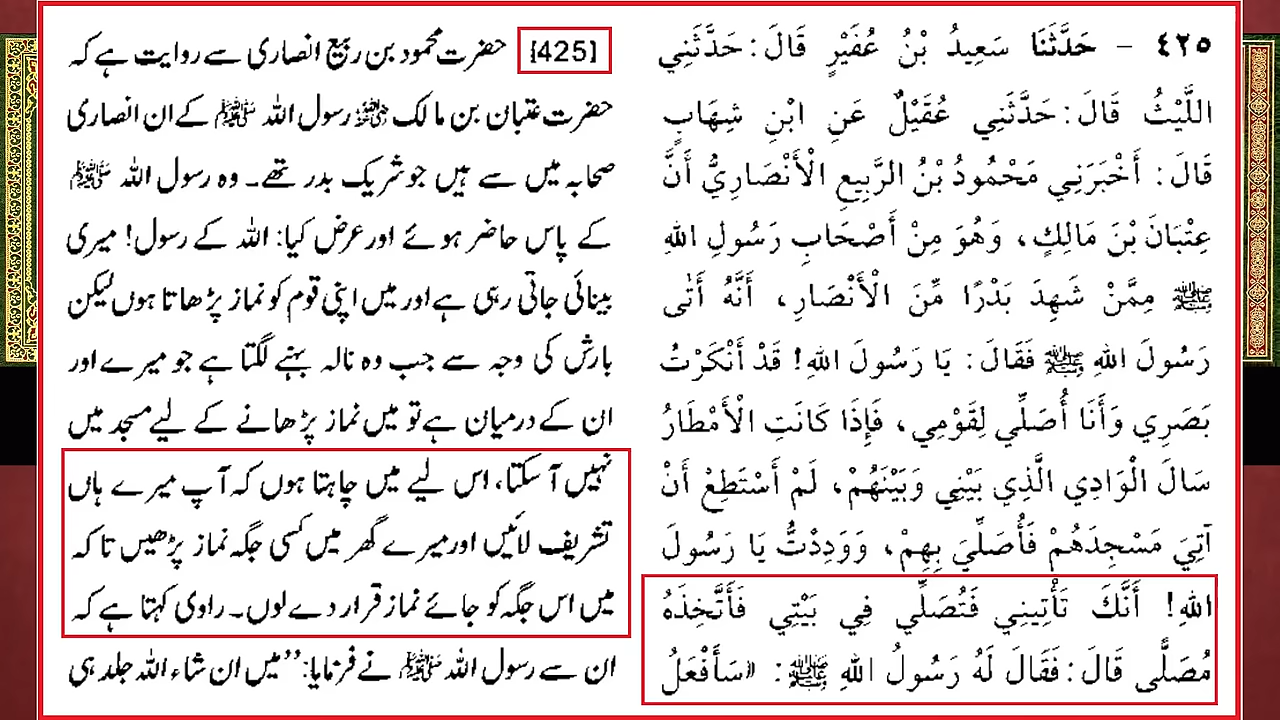 ٤٢٥ - حَدَّثَنَا سَعِيدُ بْنُ عُفَيْرٍ قَالَ: حَدَّثَنِي
اللَّيْثُ قَالَ: حَدَّثَنِي عُقَيْلٌ عَنِ ابْنِ شِهَابٍ
قَالَ: أَخْبَرَنِي مَحْمُودُ بْنُ الرَّبِيعِ الْأَنْصَارِيُّ أَنَّ
عِتْبَانَ بْنَ مَالِكٍ، وَهُوَ مِنْ أَصْحَابِ رَسُولِ اللهِ
ﷺ مِمَّنْ شَهِدَ بَدْرًا مِّنَ الْأَنْصَارِ، أَنَّهُ أَتَى
رَسُولَ اللهِ ﷺ فَقَالَ: يَا رَسُولَ اللهِ! قَدْ أَنْكَرْتُ
بَصَرِي وَأَنَا أُصَلِّي لِقَوْمِي، فَإِذَا كَانَتِ الْأَمْطَارُ
سَالَ الْوَادِي الَّذِي بَيْنِي وَبَيْنَهُمْ، لَمْ أَسْتَطِعْ أَنْ
آتِيَ مَسْجِدَهُمْ فَأُصَلِّيَ بِهِمْ، وَوَدِدْتُّ يَا رَسُولَ
اللهِ! أَنَّكَ تَأْتِينِي فَتُصَلِّي فِي بَيْتِي فَأَتَّخِذَهُ
مُصَلًّى قَالَ: فَقَالَ لَهُ رَسُولُ اللهِ ﷺ: «سَأَفْعَلُ
[425] حضرت محمود بن ربیع انصاری سے روایت ہے کہ
حضرت عتبان بن مالک رضی اللہ عنہ رسول اللہ ﷺ کے ان انصاری
صحابہ میں سے ہیں جو شریک بدر تھے۔ وہ رسول اللہ ﷺ
کے پاس حاضر ہوئے اور عرض کیا: اللہ کے رسول! میری
بینائی جاتی رہی ہے اور میں اپنی قوم کو نماز پڑھاتا ہوں لیکن
بارش کی وجہ سے جب وہ نالہ بہنے لگتا ہے جو میرے اور
ان کے درمیان ہے تو میں نماز پڑھانے کے لیے مسجد میں
نہیں آ سکتا، اس لیے میں چاہتا ہوں کہ آپ میرے ہاں
تشریف لائیں اور میرے گھر میں کسی جگہ نماز پڑھیں تا کہ
میں اس جگہ کو جائے نماز قرار دے لوں۔ راوی کہتا ہے کہ
ان سے رسول اللہ ﷺ نے فرمایا: ’’میں ان شاء اللہ جلد ہی